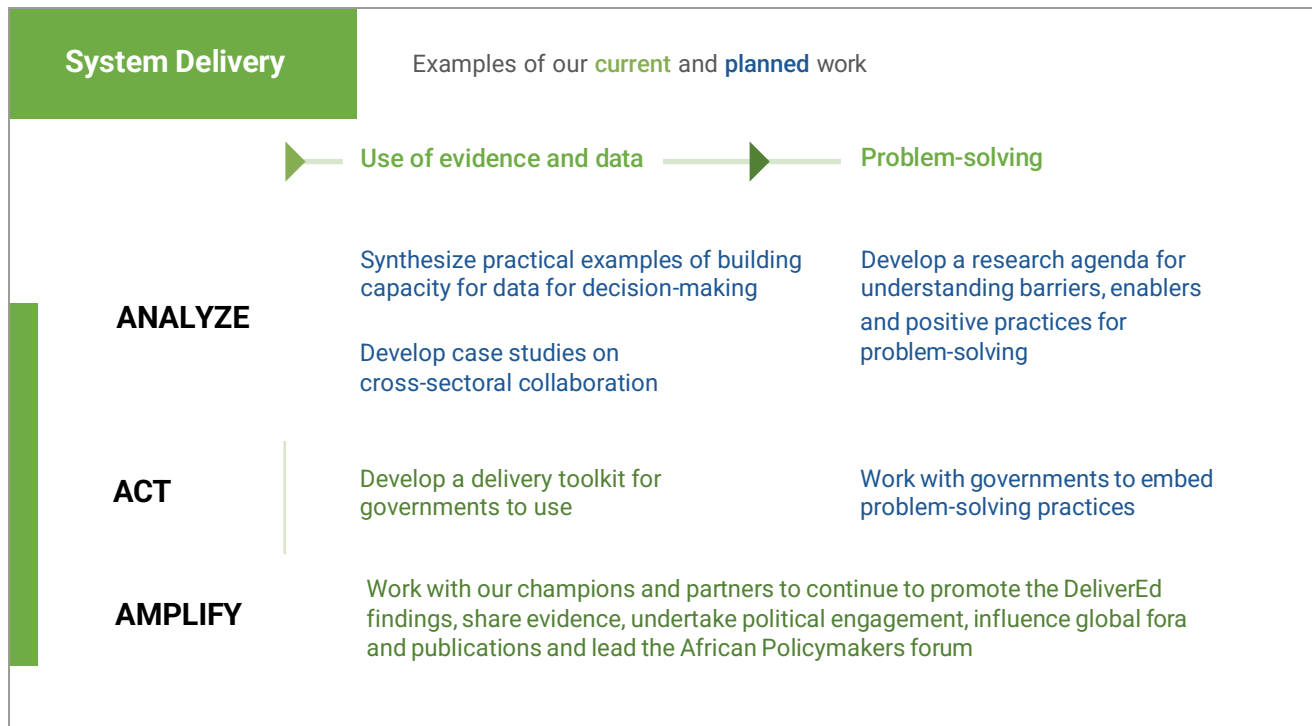 System Delivery
Examples of our current and planned work
Use of evidence and data
Problem-solving
ANALYZE
Synthesize practical examples of building
capacity for data for decision-making
Develop case studies on
cross-sectoral collaboration
Develop a research agenda for
understanding barriers, enablers
and positive practices for
problem-solving
ACT
Develop a delivery toolkit for
governments to use
Work with governments to embed
problem-solving practices
AMPLIFY
Work with our champions and partners to continue to promote the DeliverEd
findings, share evidence, undertake political engagement, influence global fora
and publications and lead the African Policymakers forum